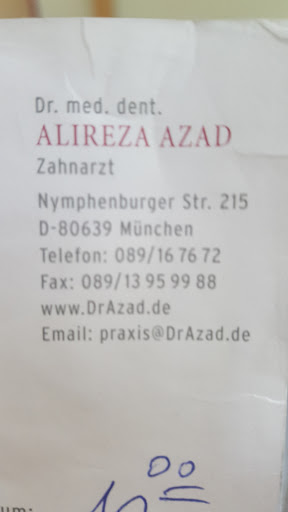 Dr. med. dent.
ALIREZA AZAD
Zahnarzt
Nymphenburger Str. 215
D-80639 München
Telefon: 089/16 76 72
Fax: 089/13 95 99 88
www.DrAzad.de
Email: praxis@DrAzad.de
00